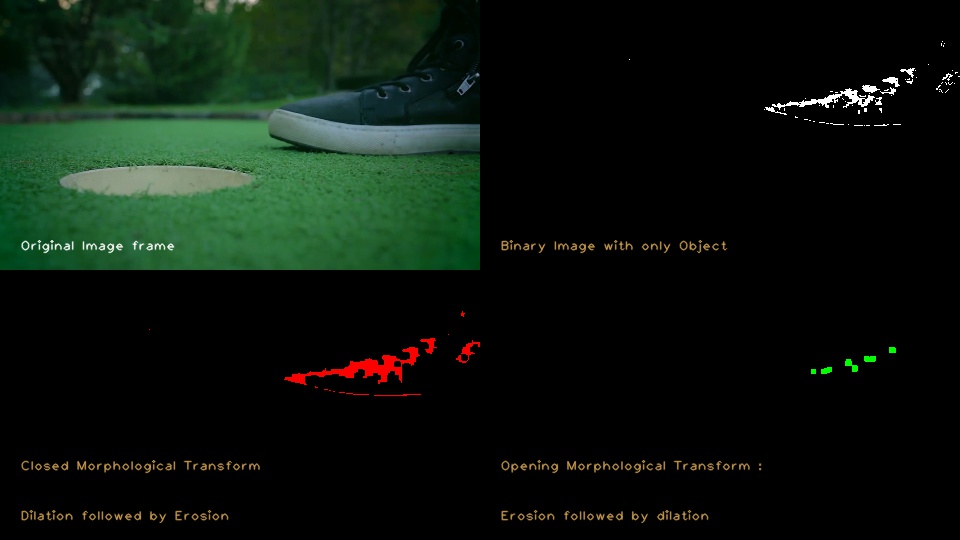 Original Image frame
Binary Image with only Object
Closed Morphological Transform
Dilation followed by Erosion
Opening Morphological Transform :
Erosion followed by dilation